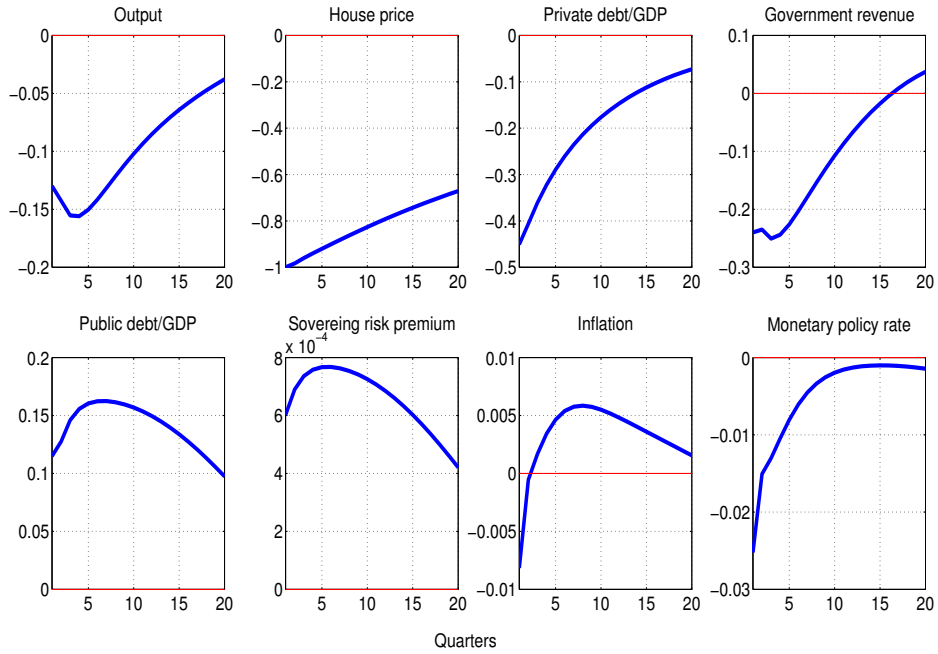 Output House price Private debt/GDP Government revenue
0 0 0 0.1
−0.05 −0.2 −0.1 0
−0.1 −0.4 −0.2 −0.1
−0.15 −0.6 −0.3 −0.2
−0.2 −0.8 −0.4 −0.3
−1 −0.5
5 10 15 20 5 10 15 20 5 10 15 20 5 10 15 20
Public debt/GDP Sovereing risk premium Inflation Monetary policy rate
x 10−4
0.2 8 0.01 0
0.15 6 0.005 −0.01
0.1 4 0 −0.02
0.05 2 −0.005 −0.03
0 0 −0.01
5 10 15 20 5 10 15 20 5 10 15 20 5 10 15 20
Quarters